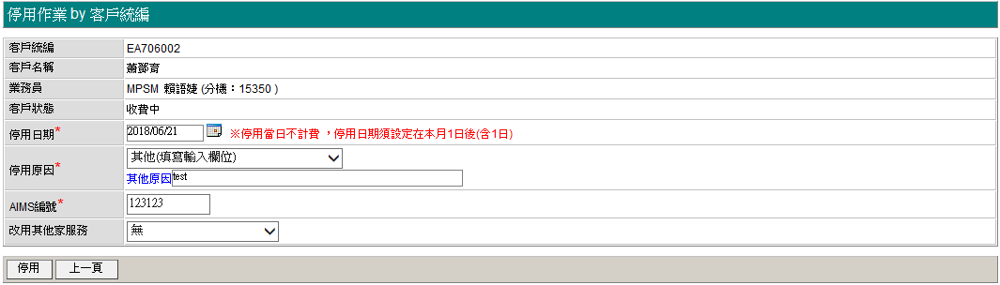 停用作業 by 客戶統編
客戶統編 EA706002
客戶名稱 蕭鄧育
業務員 MPSM 賴語婕 (分機：15350 )
客戶狀態 收費中
停用日期* 2018/06/21 ※停用當日不計費 ，停用日期須設定在本月1日後(含1日)
停用原因* 其他(填寫輸入欄位)
其他原因 test
AIMS編號* 123123
改用其他家服務 無
停用 上一頁